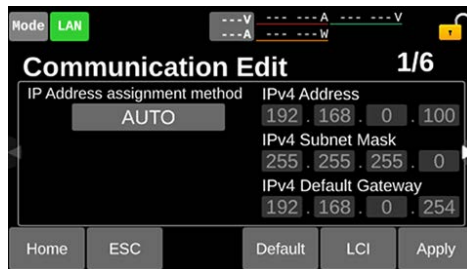 Mode LAN ---V --- --- A --- --- V
---A --- --- W
Communication Edit 1/6
IP Address assignment method
AUTO
IPv4 Address
192 . 168 . 0 . 100
IPv4 Subnet Mask
255 . 255 . 255 . 0
IPv4 Default Gateway
192 . 168 . 0 . 254
Home ESC Default LCI Apply